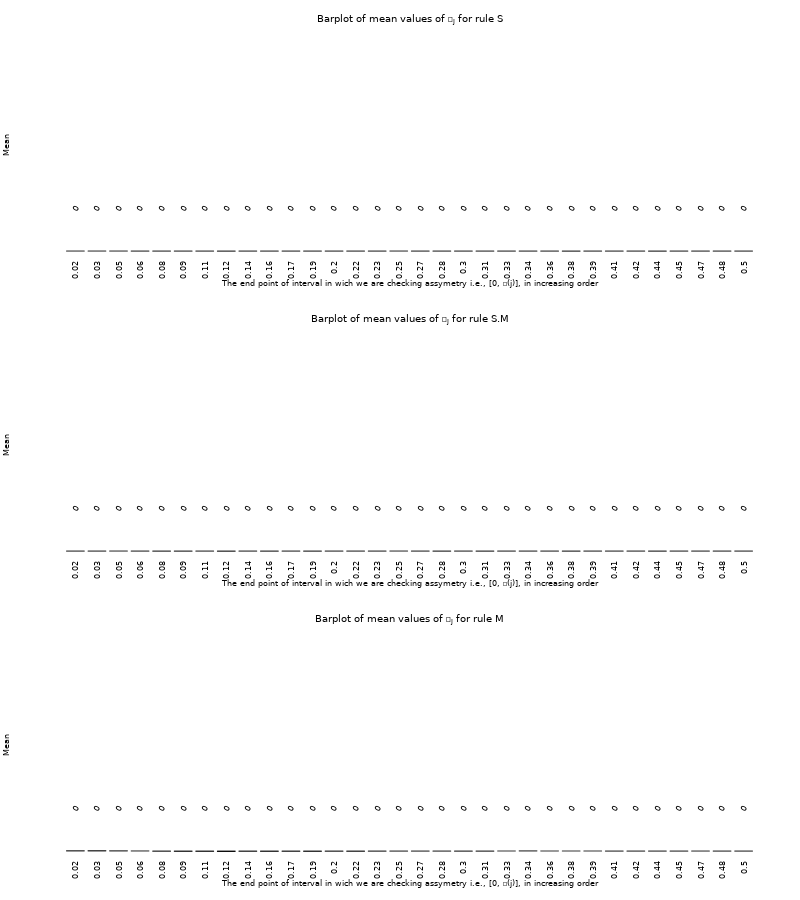 Barplot of mean values of □j for rule S
Mean
0 0 0 0 0 0 0 0 0 0 0 0 0 0 0 0 0 0 0 0 0 0 0 0 0 0 0 0 0 0 0 0
0.02 0.03 0.05 0.06 0.08 0.09 0.11 0.12 0.14 0.16 0.17 0.19 0.2 0.22 0.23 0.25 0.27 0.28 0.3 0.31 0.33 0.34 0.36 0.38 0.39 0.41 0.42 0.44 0.45 0.47 0.48 0.5
The end point of interval in wich we are checking assymetry i.e., [0, □(j)], in increasing order
Barplot of mean values of □j for rule S.M
Mean
0 0 0 0 0 0 0 0 0 0 0 0 0 0 0 0 0 0 0 0 0 0 0 0 0 0 0 0 0 0 0 0
0.02 0.03 0.05 0.06 0.08 0.09 0.11 0.12 0.14 0.16 0.17 0.19 0.2 0.22 0.23 0.25 0.27 0.28 0.3 0.31 0.33 0.34 0.36 0.38 0.39 0.41 0.42 0.44 0.45 0.47 0.48 0.5
The end point of interval in wich we are checking assymetry i.e., [0, □(j)], in increasing order
Barplot of mean values of □j for rule M
Mean
0 0 0 0 0 0 0 0 0 0 0 0 0 0 0 0 0 0 0 0 0 0 0 0 0 0 0 0 0 0 0 0
0.02 0.03 0.05 0.06 0.08 0.09 0.11 0.12 0.14 0.16 0.17 0.19 0.2 0.22 0.23 0.25 0.27 0.28 0.3 0.31 0.33 0.34 0.36 0.38 0.39 0.41 0.42 0.44 0.45 0.47 0.48 0.5
The end point of interval in wich we are checking assymetry i.e., [0, □(j)], in increasing order